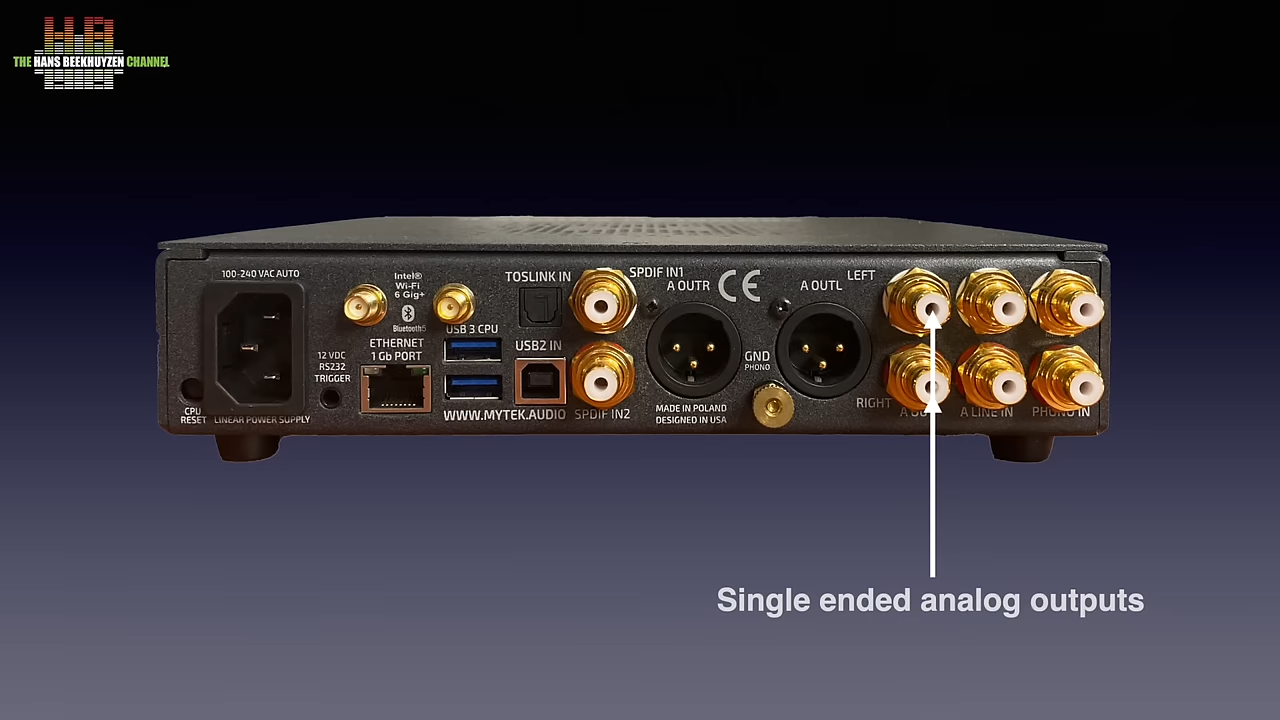 THE HANS BEEKHUYZEN CHANNEL
100-240 VAC AUTO
Intel®
Wi-Fi
6 Gig+
Bluetooth5
ETHERNET
1 Gb PORT
12 VDC
RS232
TRIGGER
CPU
RESET
LINEAR POWER SUPPLY
USB 3 CPU
WWW.MYTEK.AUDIO
TOSLINK IN
USB2 IN
SPDIF IN1
SPDIF IN2
A OUTR
CE
A OUTL
GND
PHONO
MADE IN POLAND
DESIGNED IN USA
LEFT
RIGHT
A OUT
A LINE IN
PHONO IN
Single ended analog outputs